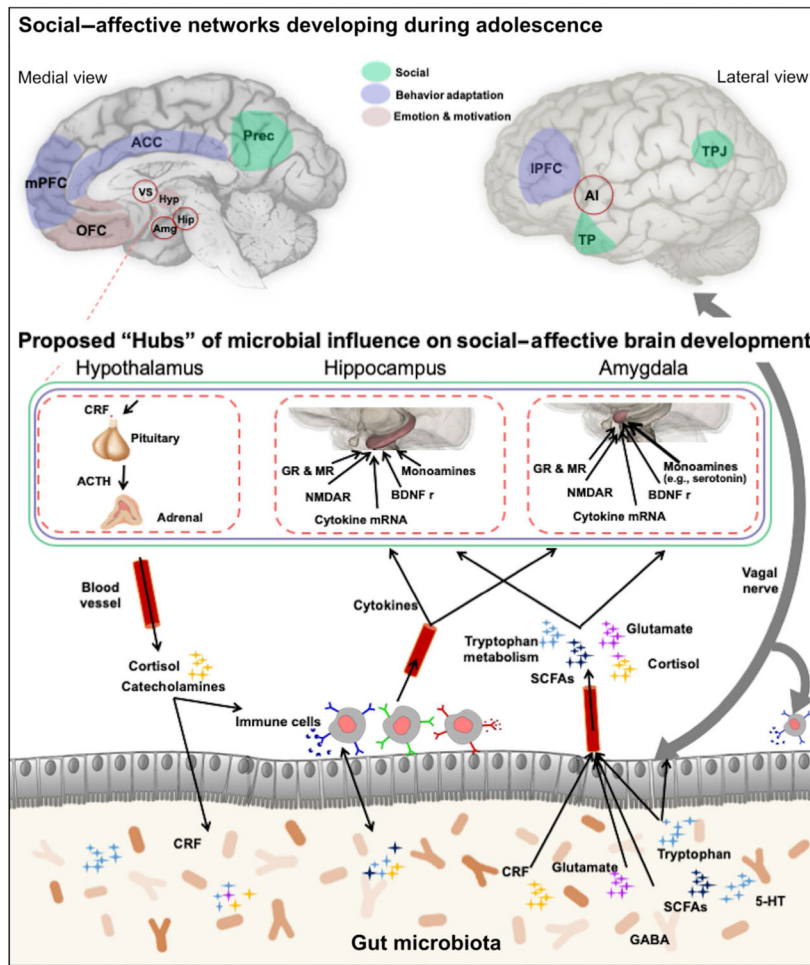 Social–affective networks developing during adolescence
Medial view
Social
Behavior adaptation
Emotion & motivation
Lateral view
ACC
Prec
mPFC
VS
Hyp
Hip
Amg
OFC
lPFC
TPJ
AI
TP
Proposed “Hubs” of microbial influence on social–affective brain development
Hypothalamus
Hippocampus
Amygdala
CRF
Pituitary
ACTH
Adrenal
GR & MR
Monoamines
NMDAR
BDNF r
Cytokine mRNA
GR & MR
Monoamines
(e.g., serotonin)
NMDAR
BDNF r
Cytokine mRNA
Blood
vessel
Cytokines
Vagal
nerve
Tryptophan
metabolism
Glutamate
SCFAs
Cortisol
Cortisol
Catecholamines
Immune cells
CRF
CRF
Glutamate
Tryptophan
SCFAs
5-HT
GABA
Gut microbiota